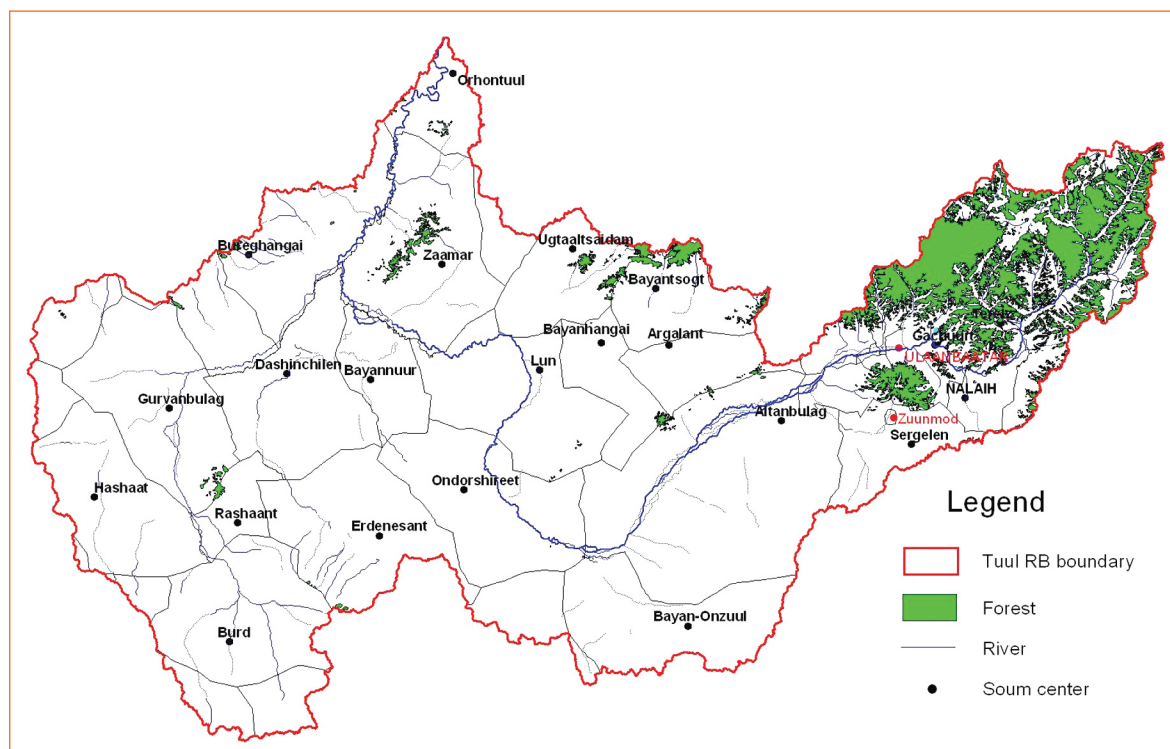 Orhontuul
Bureghangai
Zaamar
Ugtaaltsaidam
Bayantsogt
Bayanhangai
Argalant
Lun
Dashinchilen
Bayannuur
Gurvanbulag
Gachuurt
ULAANBAATAR
NALAIH
Altanbulag
Zuunmod
Sergelen
Hashaat
Ondorshireet
Rashaant
Erdenesant
Burd
Bayan-Onzuul
Legend
Tuul RB boundary
Forest
River
Soum center